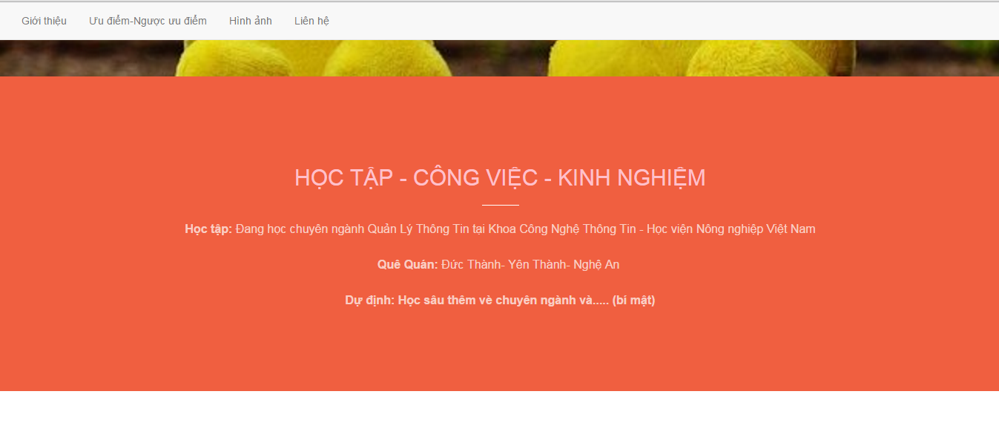 Giới thiệu Ưu điểm-Ngược ưu điểm Hình ảnh Liên hệ
HỌC TẬP - CÔNG VIỆC - KINH NGHIỆM
Học tập: Đang học chuyên ngành Quản Lý Thông Tin tại Khoa Công Nghệ Thông Tin - Học viện Nông nghiệp Việt Nam
Quê Quán: Đức Thành- Yên Thành- Nghệ An
Dự định: Học sâu thêm vè chuyên ngành và..... (bí mật)